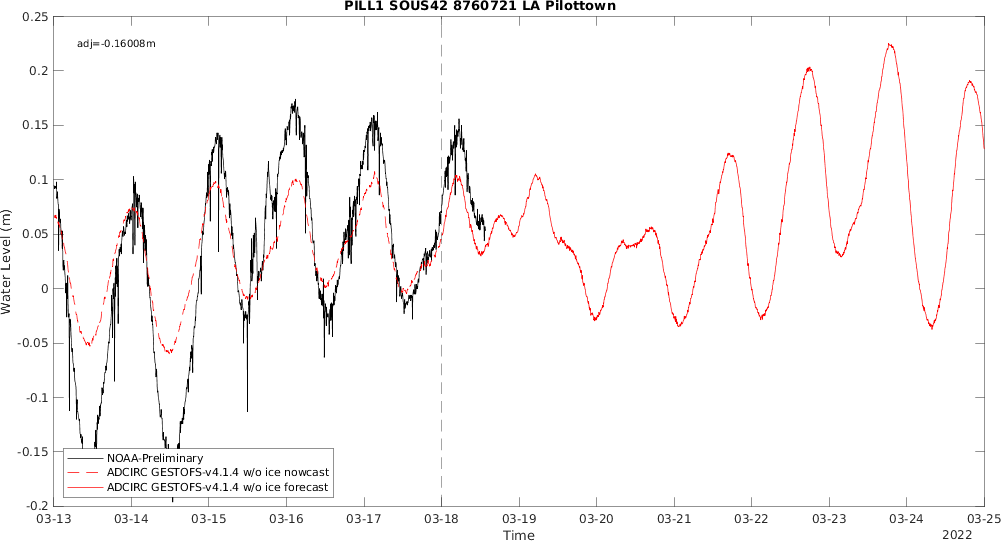 PILL1 SOUS42 8760721 LA Pilottown
0.25
adj=-0.16008m
0.2
0.15
0.1
0.05
0
-0.05
-0.1
-0.15
-0.2
Water Level (m)
NOAA-Preliminary
ADCIRC GESTOFS-v4.1.4 w/o ice nowcast
ADCIRC GESTOFS-v4.1.4 w/o ice forecast
03-13 03-14 03-15 03-16 03-17 03-18 03-19 03-20 03-21 03-22 03-23 03-24 03-25
Time
2022